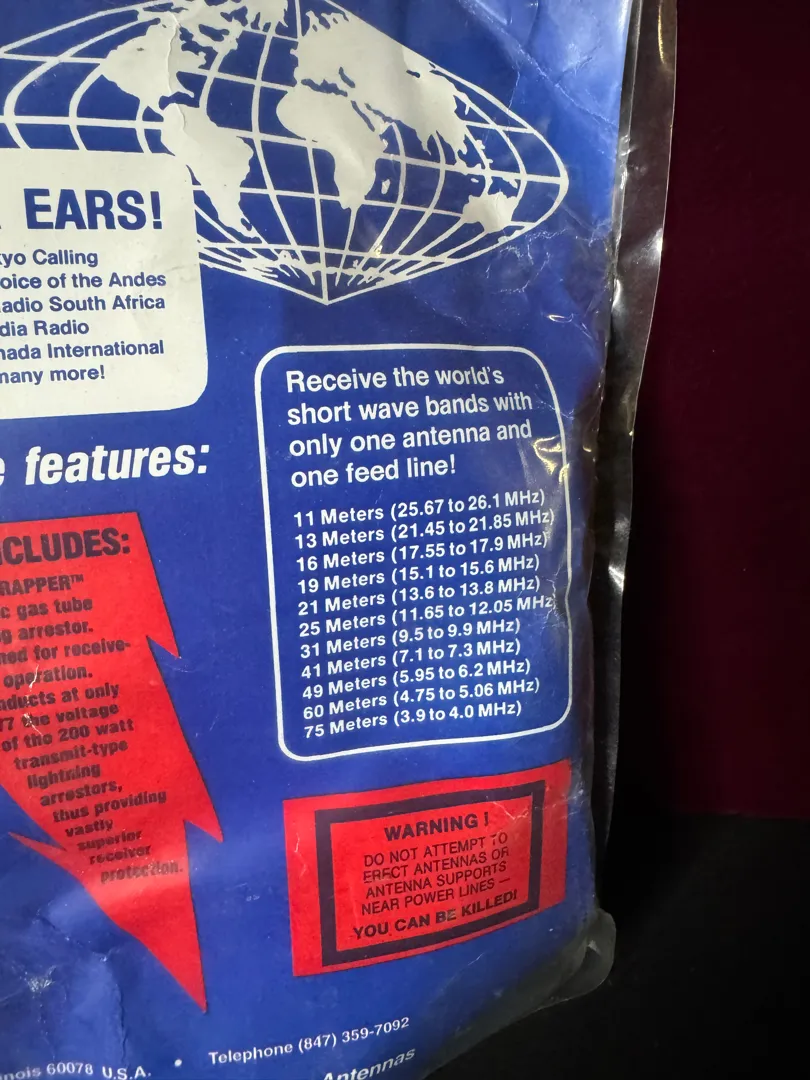 EARS!
yo Calling
oice of the Andes
adio South Africa
dia Radio
nada International
many more!
features:
Receive the world's
short wave bands with
only one antenna and
one feed line!
11 Meters (25.67 to 26.1 MHz)
13 Meters (21.45 to 21.85 MHz)
16 Meters (17.55 to 17.9 MHz)
19 Meters (15.1 to 15.6 MHz)
21 Meters (13.6 to 13.8 MHz)
25 Meters (11.65 to 12.05 MHz)
31 Meters (9.5 to 9.9 MHz)
41 Meters (7.1 to 7.3 MHz)
49 Meters (5.95 to 6.2 MHz)
60 Meters (4.75 to 5.06 MHz)
75 Meters (3.9 to 4.0 MHz)
CLUDES:
RAPPER™
c gas tube
g arrestor.
ted for receive-
operation.
nducts at only
/7 the voltage
of the 200 watt
transmit-type
lightning
arrestors,
thus providing
vastly
superior
receiver
protection.
WARNING !
DO NOT ATTEMPT TO
ERECT ANTENNAS OR
ANTENNA SUPPORTS
NEAR POWER LINES —
YOU CAN BE KILLED!
nois 60078 U.S.A. • Telephone (847) 359-7092
Antennas